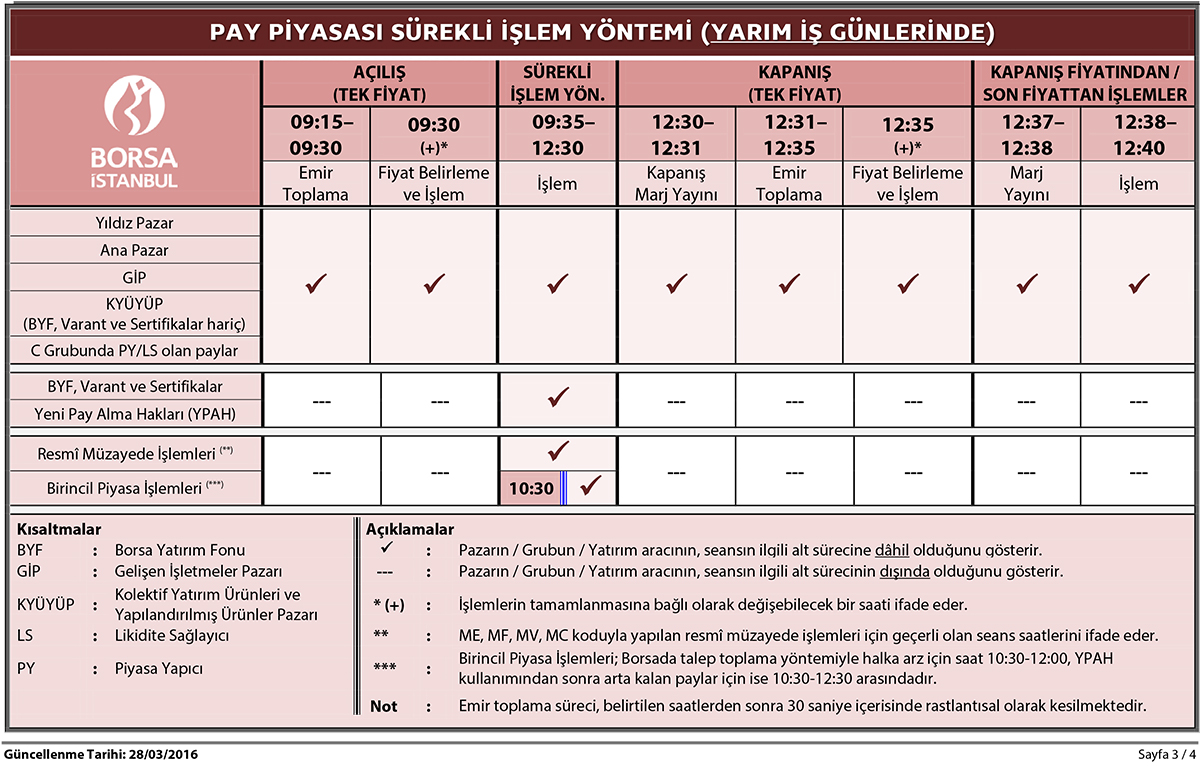 PAY PİYASASI SÜREKLİ İŞLEM YÖNTEMİ (YARIM İŞ GÜNLERİNDE)
BORSA
İSTANBUL
AÇILIŞ
(TEK FİYAT)
SÜREKLİ
İŞLEM YÖN.
KAPANIŞ
(TEK FİYAT)
KAPANIŞ FİYATINDAN /
SON FİYATTAN İŞLEMLER
09:15–
09:30
09:30
(+)*
09:35–
12:30
12:30–
12:31
12:31–
12:35
12:35
(+)*
12:37–
12:38
12:38–
12:40
Emir
Toplama
Fiyat Belirleme
ve İşlem
İşlem
Kapanış
Marj Yayını
Emir
Toplama
Fiyat Belirleme
ve İşlem
Marj
Yayını
İşlem
Yıldız Pazar
Ana Pazar
GİP
KYÜYÜP
(BYF, Varant ve Sertifikalar hariç)
C Grubunda PY/LS olan paylar
✓ ✓ ✓ ✓ ✓ ✓ ✓ ✓
BYF, Varant ve Sertifikalar
Yeni Pay Alma Hakları (YPAH)
--- --- ✓ --- --- --- --- ---
Resmî Müzayede İşlemleri (**)
✓
Birincil Piyasa İşlemleri (***)
10:30 ✓
--- --- --- --- --- --- ---
Kısaltmalar
BYF : Borsa Yatırım Fonu
GİP : Gelişen İşletmeler Pazarı
KYÜYÜP : Kolektif Yatırım Ürünleri ve
Yapılandırılmış Ürünler Pazarı
LS : Likidite Sağlayıcı
PY : Piyasa Yapıcı
Açıklamalar
✓ : Pazarın / Grubun / Yatırım aracının, seansın ilgili alt sürecine dâhil olduğunu gösterir.
--- : Pazarın / Grubun / Yatırım aracının, seansın ilgili alt sürecinin dışında olduğunu gösterir.
* (+) : İşlemlerin tamamlanmasına bağlı olarak değişebilecek bir saati ifade eder.
** : ME, MF, MV, MC koduyla yapılan resmî müzayede işlemleri için geçerli olan seans saatlerini ifade eder.
*** : Birincil Piyasa İşlemleri; Borsada talep toplama yöntemiyle halka arz için saat 10:30-12:00, YPAH
kullanımından sonra arta kalan paylar için ise 10:30-12:30 arasındadır.
Not : Emir toplama süreci, belirtilen saatlerden sonra 30 saniye içerisinde rastlantısal olarak kesilmektedir.
Güncellenme Tarihi: 28/03/2016
Sayfa 3 / 4